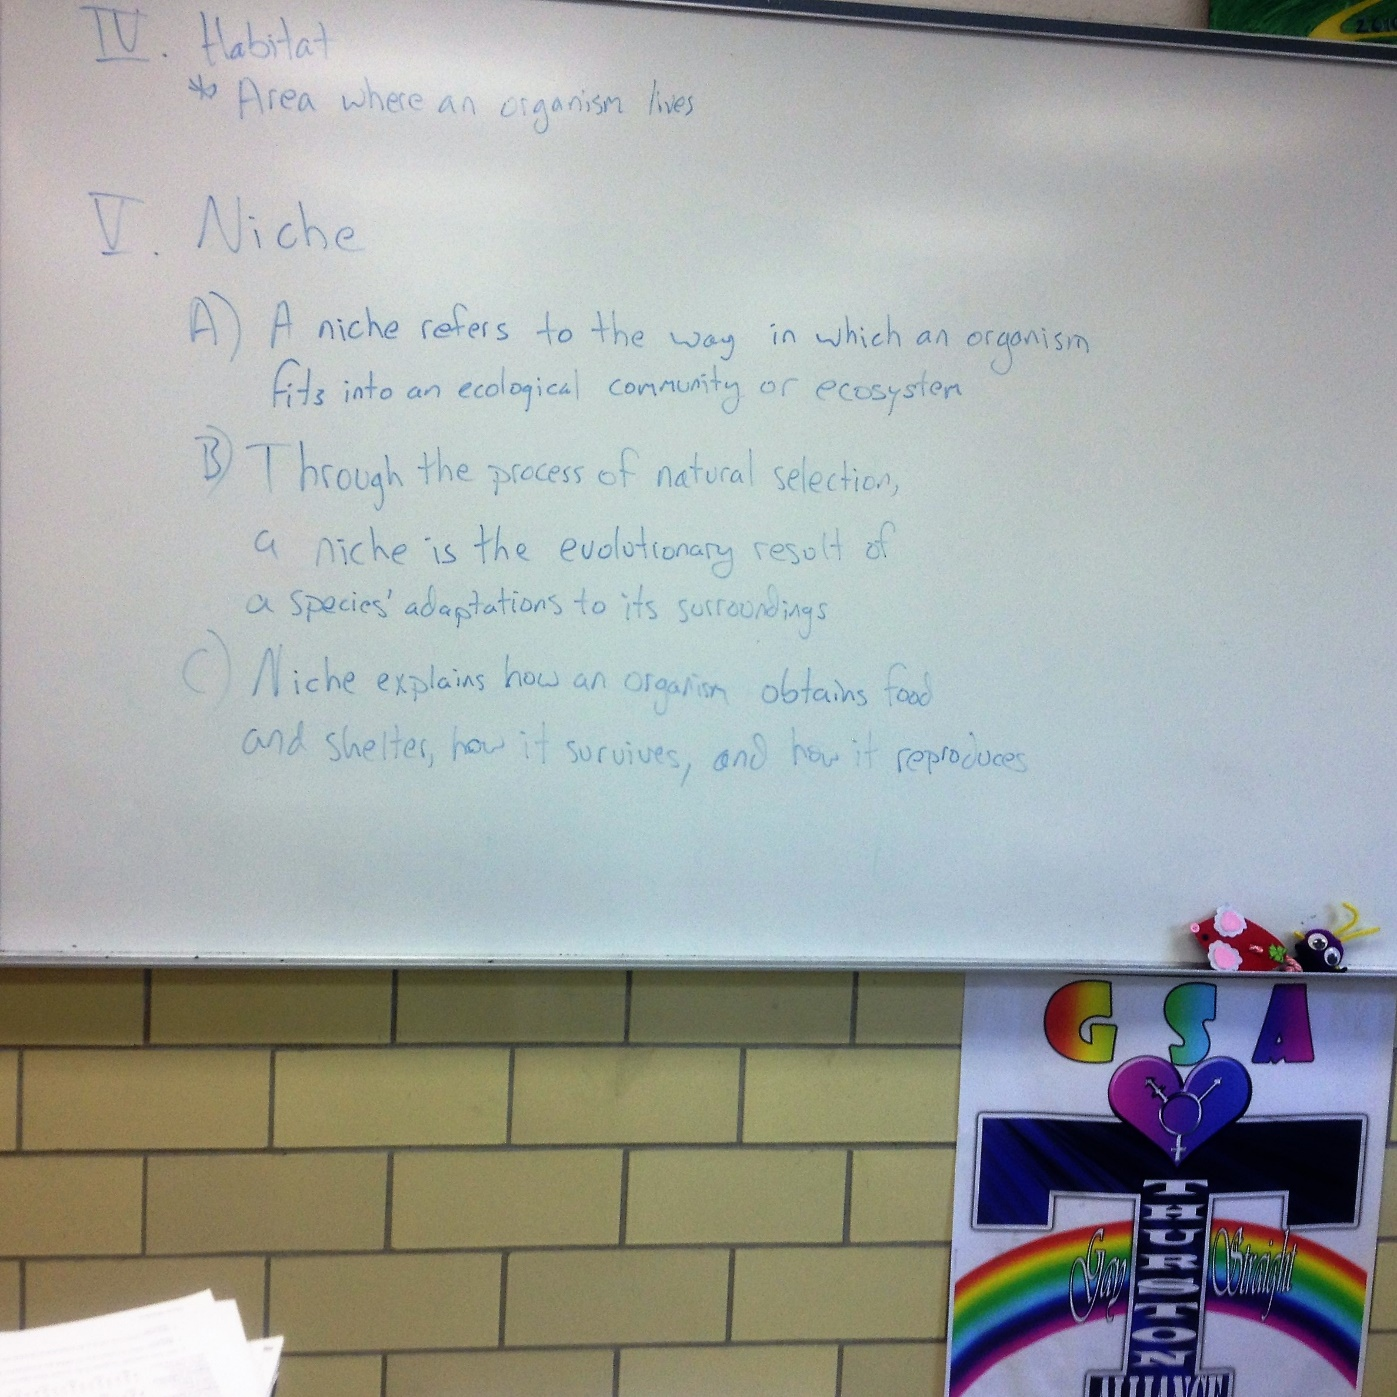 IV. Habitat
* Area where an organism lives
V. Niche
A) A niche refers to the way in which an organism
fits into an ecological community or ecosystem
B) Through the process of natural selection,
a niche is the evolutionary result of
a species' adaptations to its surroundings
C) Niche explains how an organism obtains food
and shelter, how it survives, and how it reproduces
GSA
THURSTON
Gay Straight
ALLIANCE